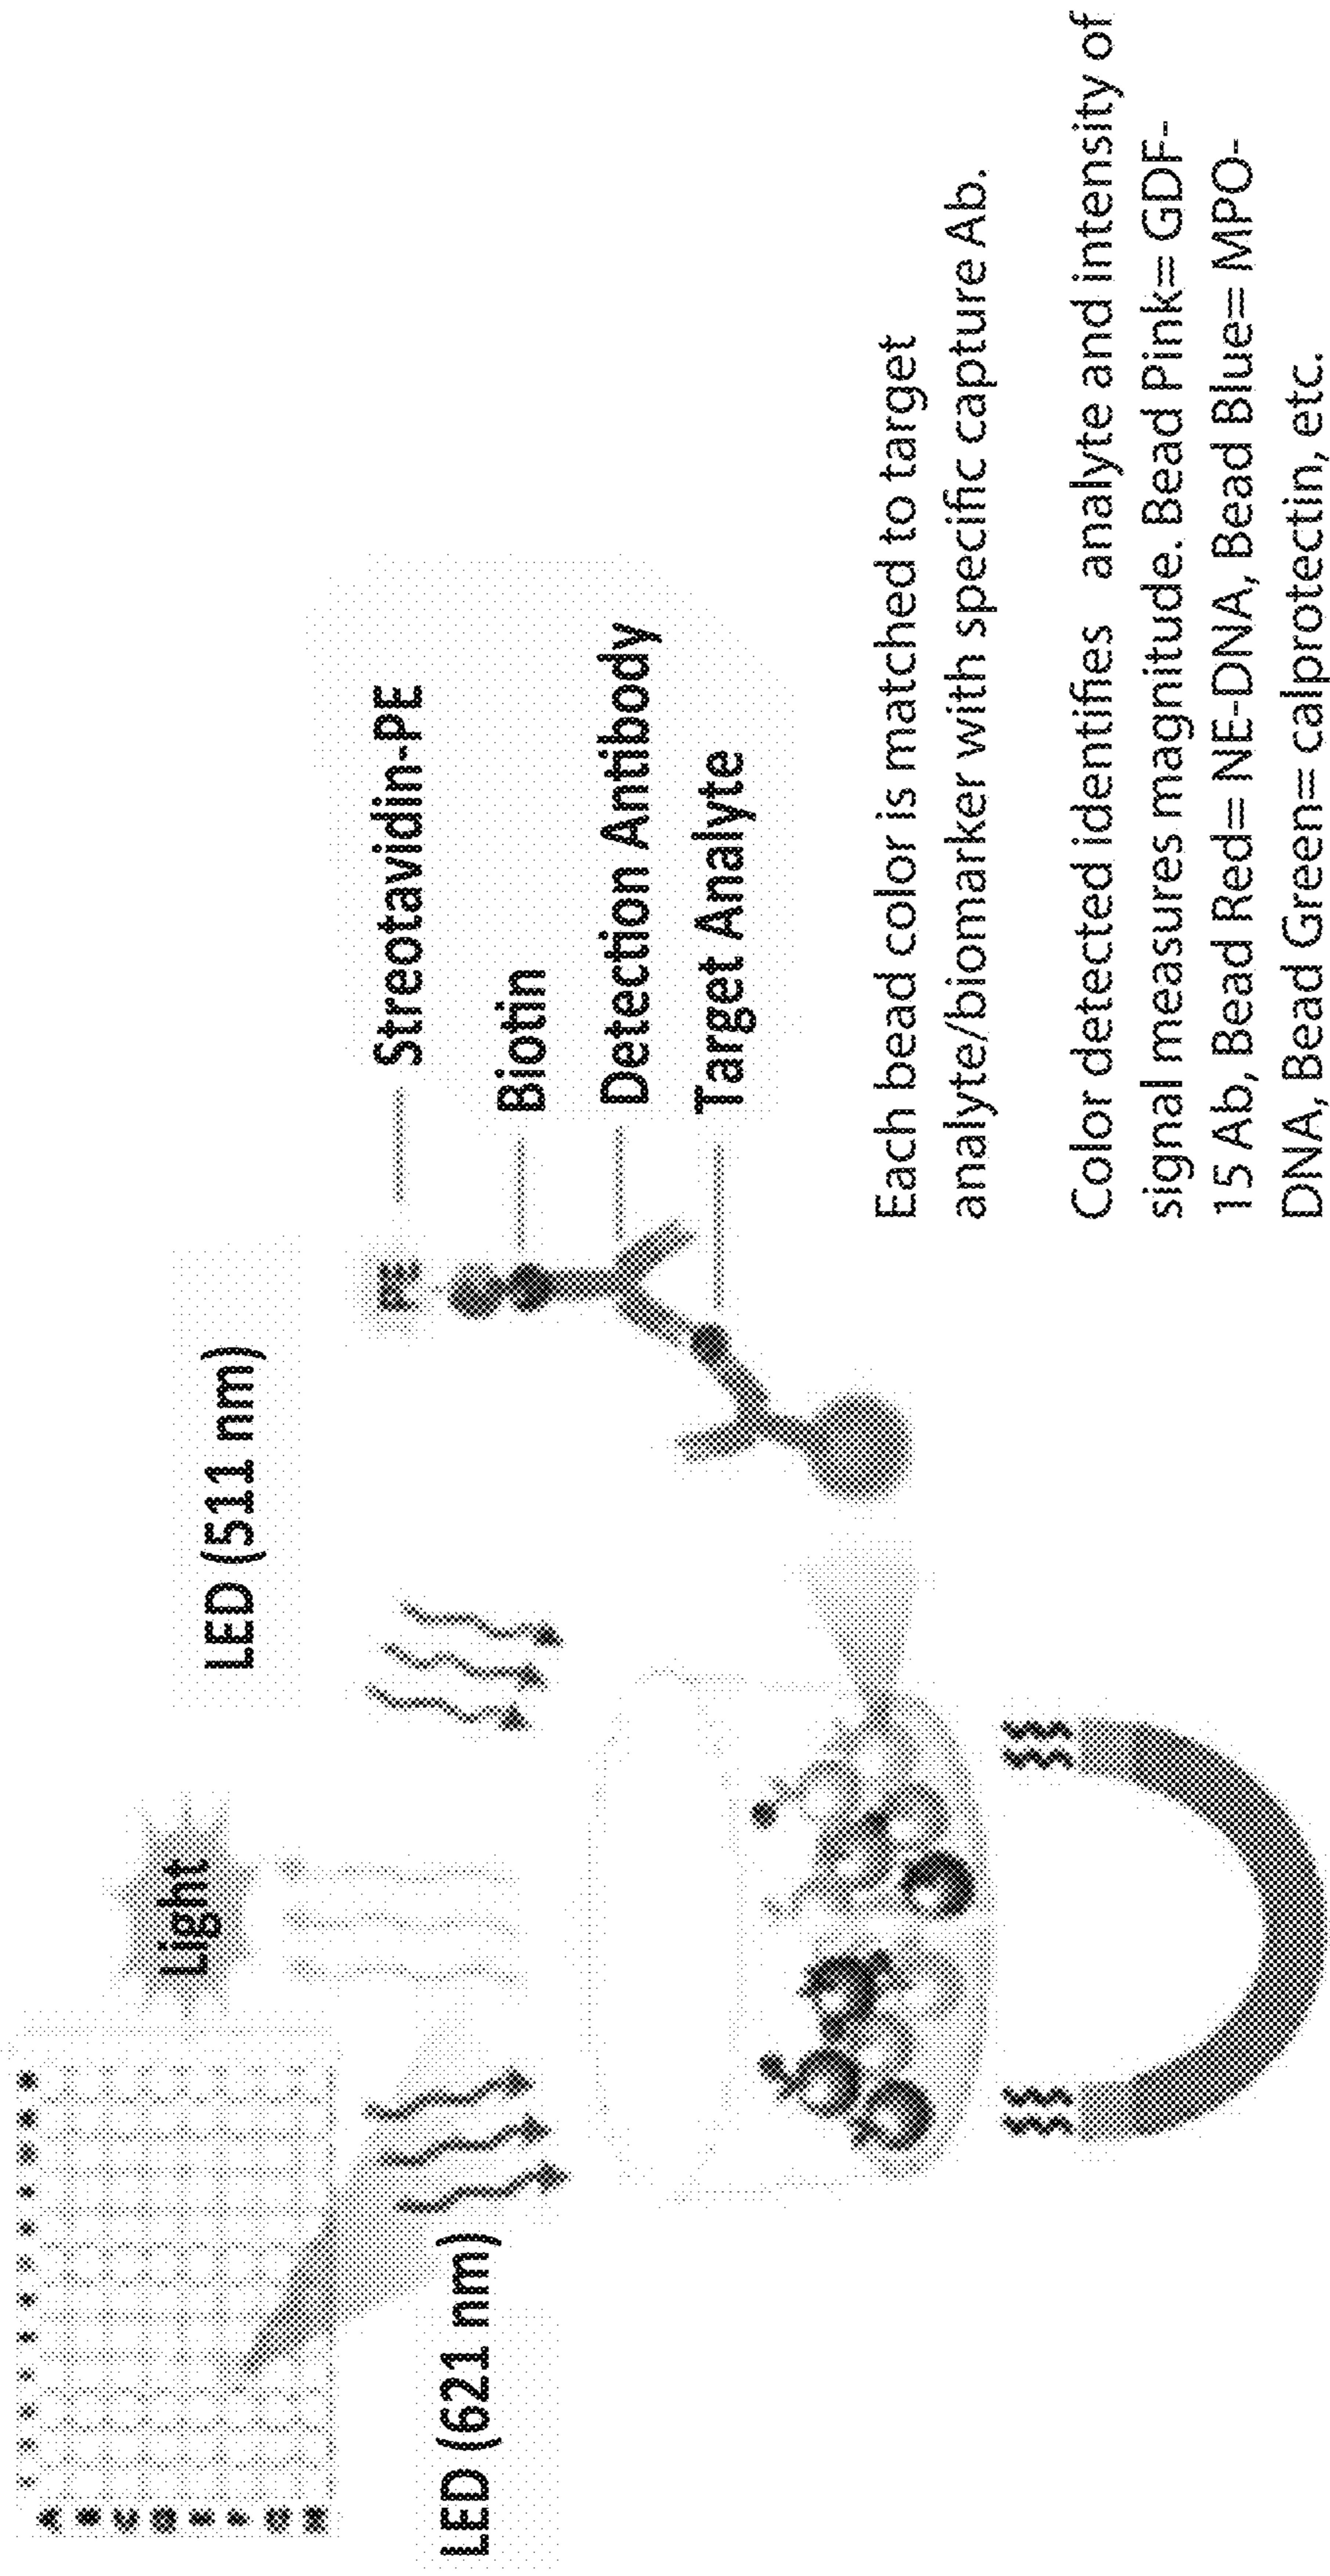 Light
LED (621 nm)
LED (511 nm)
PE
Streotavidin-PE
Biotin
Detection Antibody
Target Analyte
Each bead color is matched to target
analyte/biomarker with specific capture Ab.
Color detected identifies analyte and intensity of
signal measures magnitude. Bead Pink= GDF-
15 Ab, Bead Red= NE-DNA, Bead Blue= MPO-
DNA, Bead Green= calprotectin, etc.